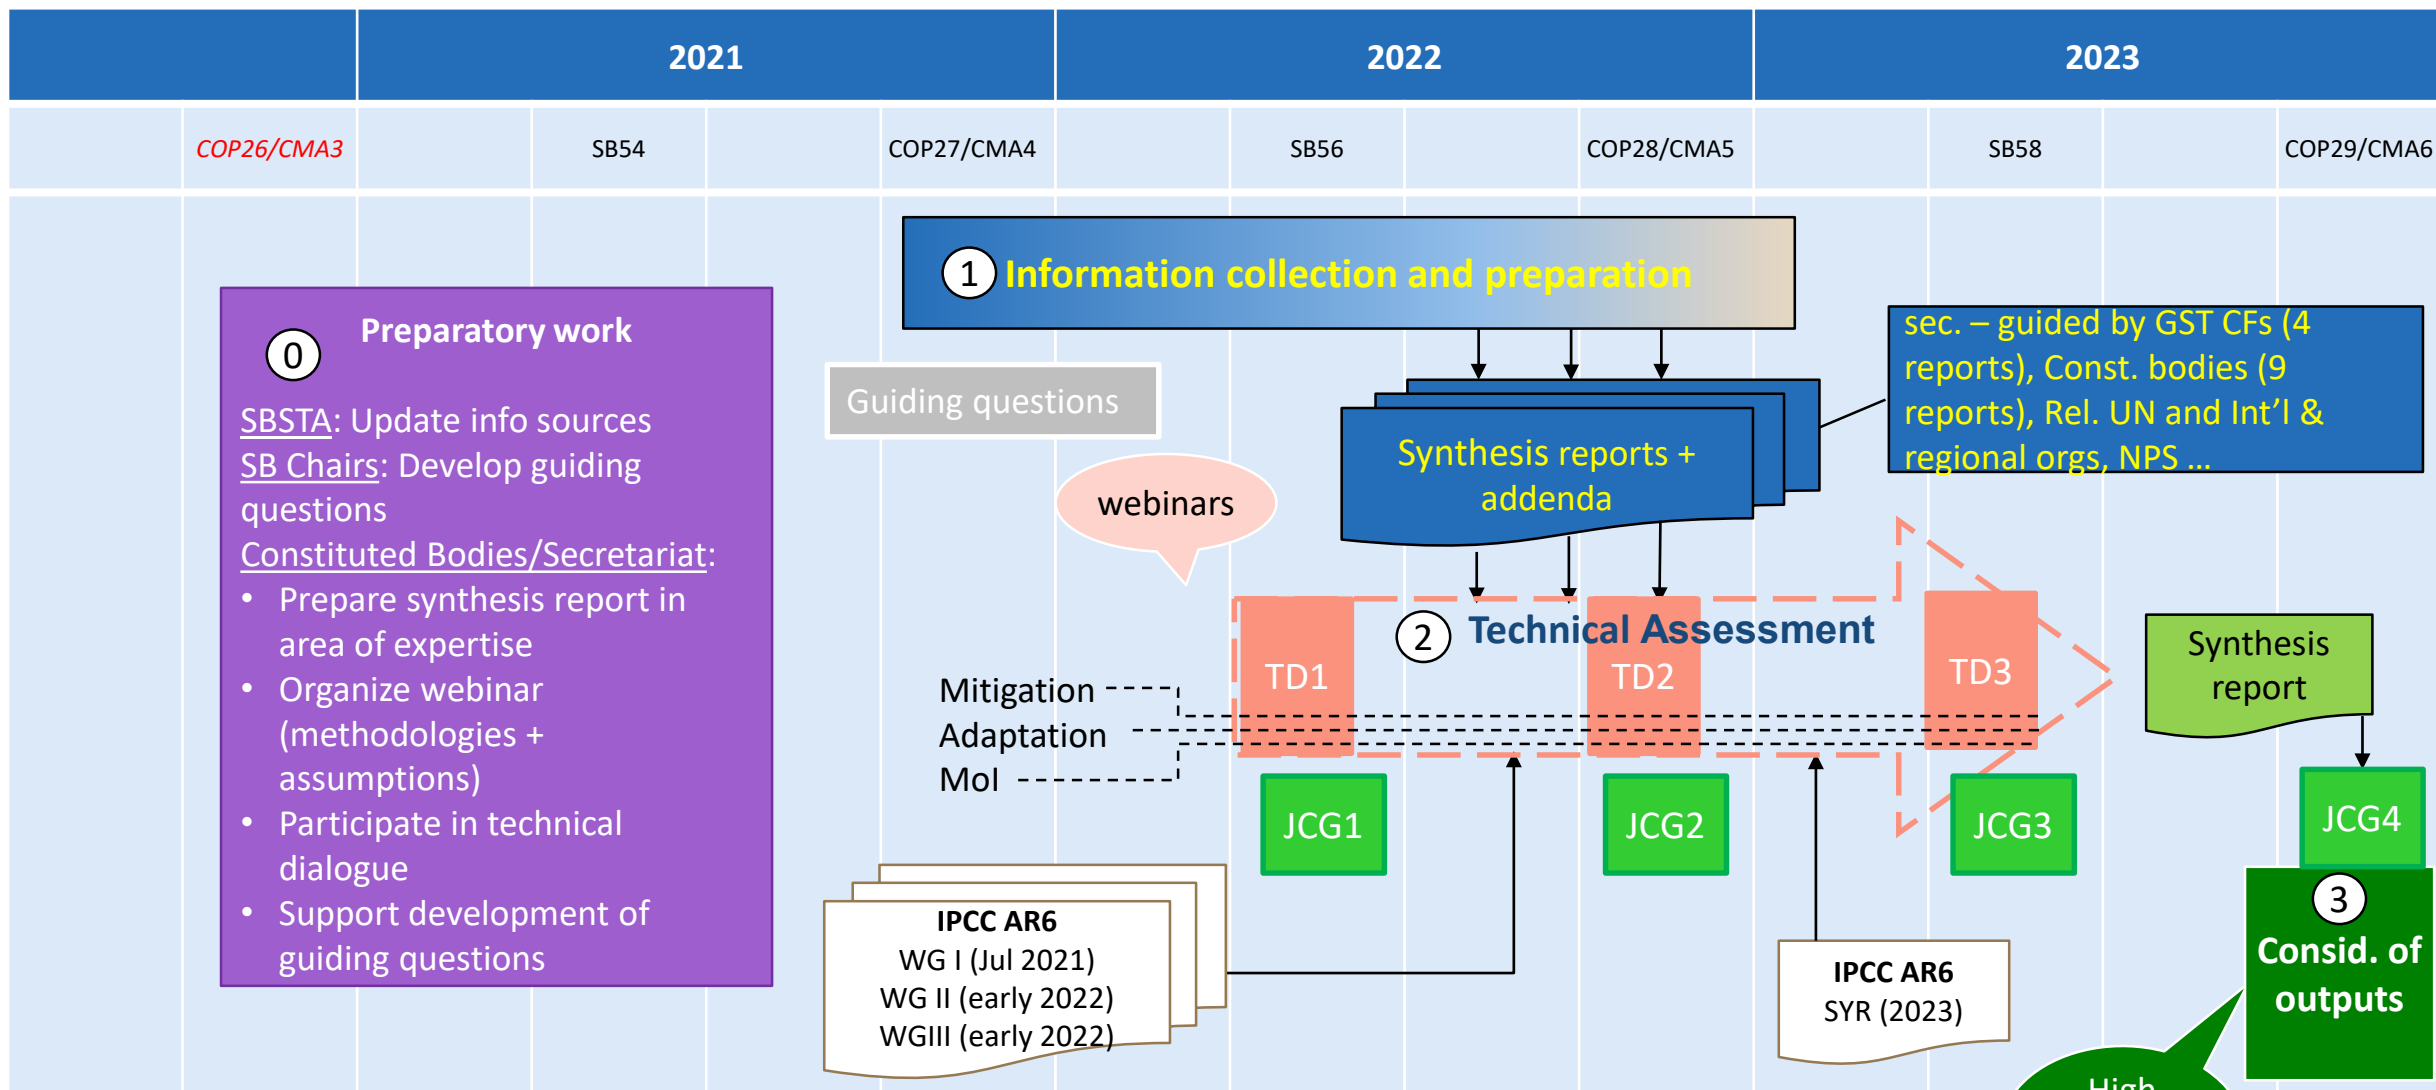 2021
2022
2023
COP26/CMA3
SB54
COP27/CMA4
SB56
COP28/CMA5
SB58
COP29/CMA6
0
Preparatory work
SBSTA: Update info sources
SB Chairs: Develop guiding
questions
Constituted Bodies/Secretariat:
• Prepare synthesis report in
area of expertise
• Organize webinar
(methodologies +
assumptions)
• Participate in technical
dialogue
• Support development of
guiding questions
1 Information collection and preparation
Guiding questions
webinars
Synthesis reports +
addenda
sec. – guided by GST CFs (4
reports), Const. bodies (9
reports), Rel. UN and Int’l &
regional orgs, NPS ...
2 Technical Assessment
TD1
TD2
TD3
Mitigation
Adaptation
MoI
JCG1
JCG2
JCG3
Synthesis
report
JCG4
IPCC AR6
WG I (Jul 2021)
WG II (early 2022)
WGIII (early 2022)
IPCC AR6
SYR (2023)
3
Consid. of
outputs
High